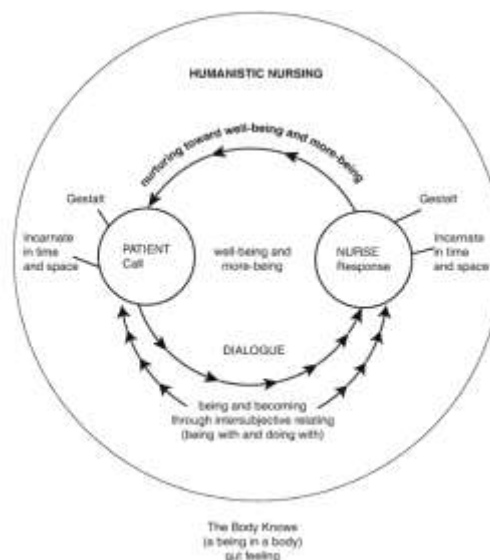 HUMANISTIC NURSING
nurturing toward well-being and more-being
Gestalt
Gestalt
Incarnate
in time
and space
PATIENT
Call
well-being and
more-being
NURSE
Response
Incarnate
in time
and space
DIALOGUE
being and becoming
through intersubjective relating
(being with and doing with)
The Body Knows
(a being in a body)
gut feeling